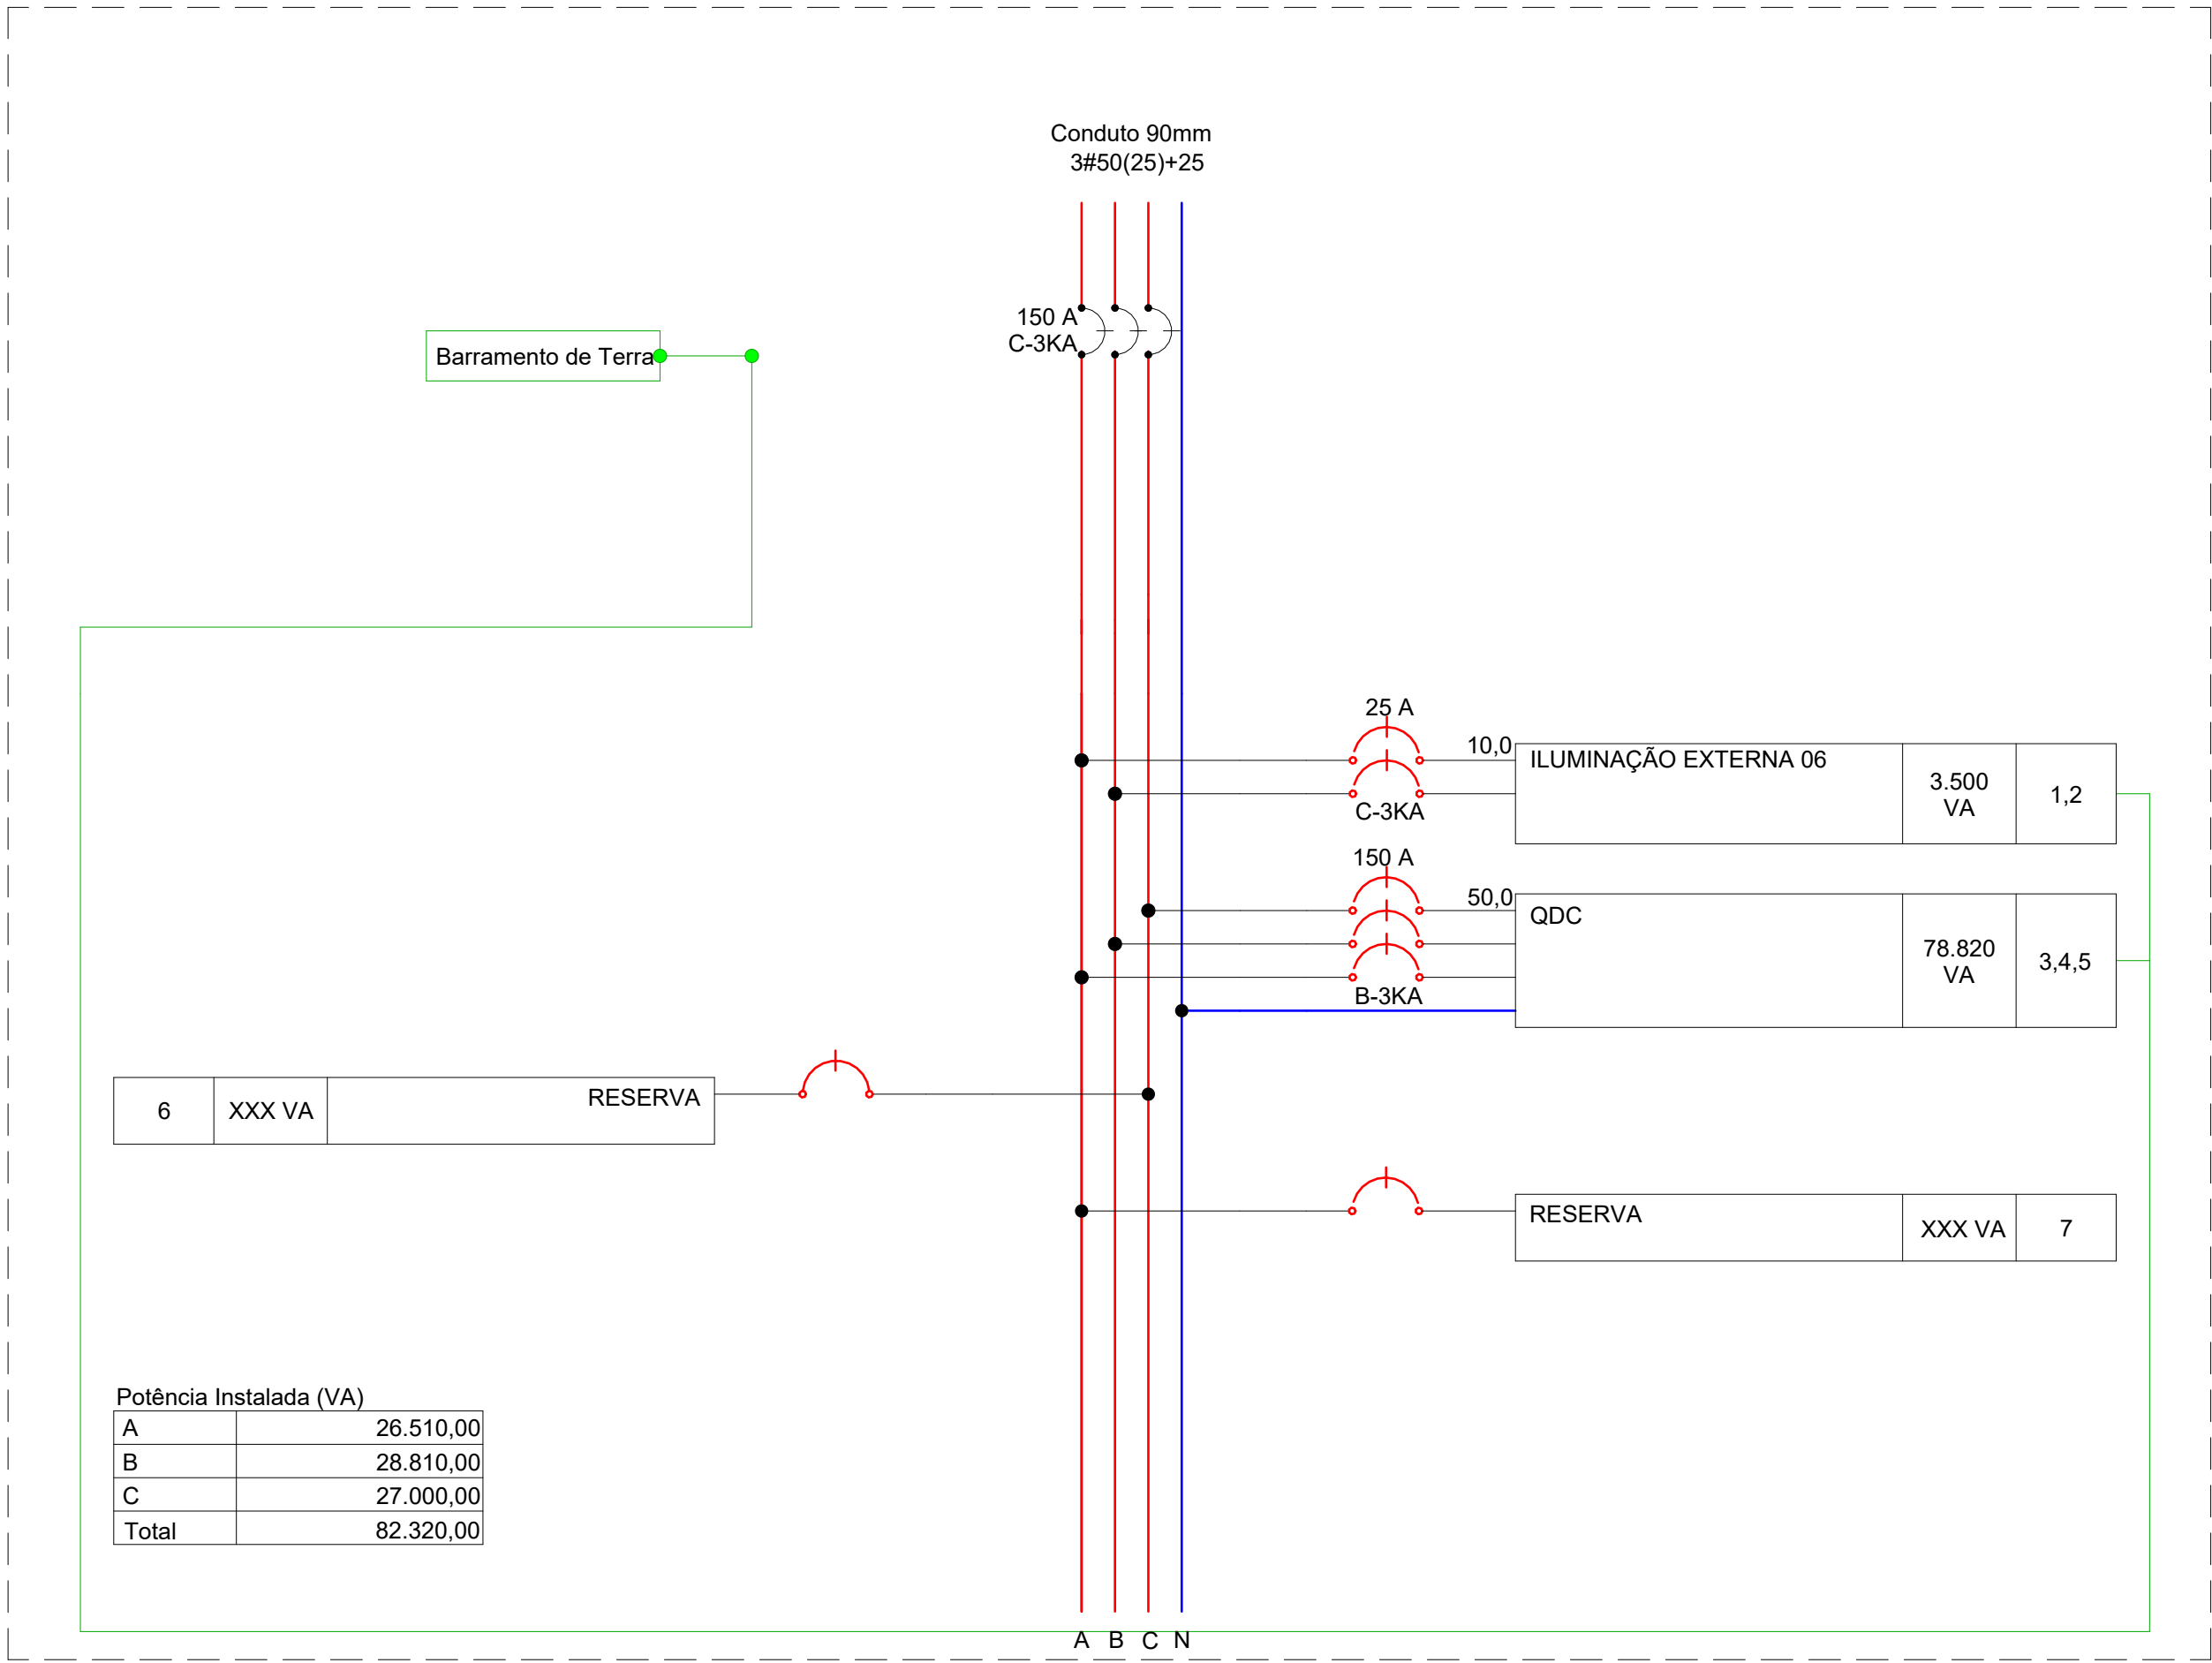 Conduto 90mm
3#50(25)+25
150 A
C-3KA
Barramento de Terra
25 A
10,0
ILUMINAÇÃO EXTERNA 06
3.500
VA
1,2
C-3KA
150 A
50,0
QDC
78.820
VA
3,4,5
B-3KA
6
XXX VA
RESERVA
RESERVA
XXX VA
7
Potência Instalada (VA)
A 26.510,00
B 28.810,00
C 27.000,00
Total 82.320,00
A B C N